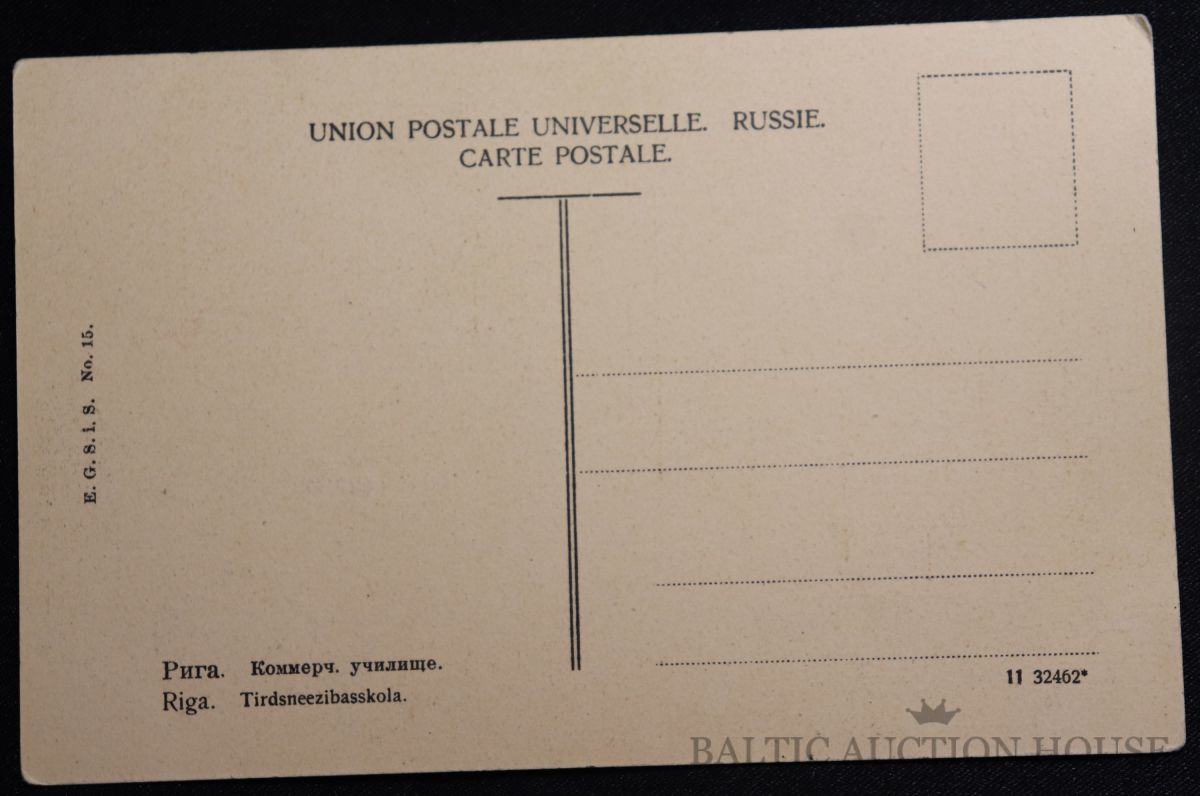 UNION POSTALE UNIVERSELLE. RUSSIE.
CARTE POSTALE.
E. G. S. i. S. No. 15.
Рига. Коммерч. училище.
Riga. Tirdsneezibasskola.
11 32462*
BALTIC AUCTION HOUSE